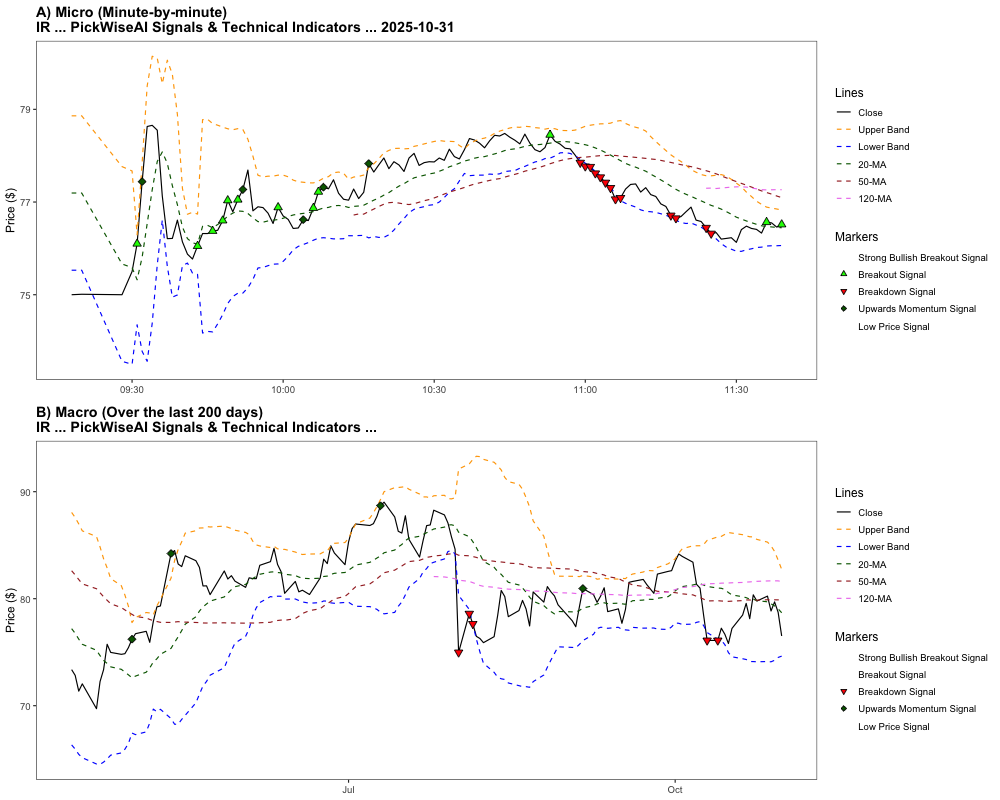 A) Micro (Minute-by-minute)
IR ... PickWiseAI Signals & Technical Indicators ... 2025-10-31
Price ($)
79
77
75
09:30
10:00
10:30
11:00
11:30
Lines
Close
Upper Band
Lower Band
20-MA
50-MA
120-MA
Markers
Strong Bullish Breakout Signal
Breakout Signal
Breakdown Signal
Upwards Momentum Signal
Low Price Signal
B) Macro (Over the last 200 days)
IR ... PickWiseAI Signals & Technical Indicators ...
Price ($)
90
80
70
Jul
Oct
Lines
Close
Upper Band
Lower Band
20-MA
50-MA
120-MA
Markers
Strong Bullish Breakout Signal
Breakout Signal
Breakdown Signal
Upwards Momentum Signal
Low Price Signal